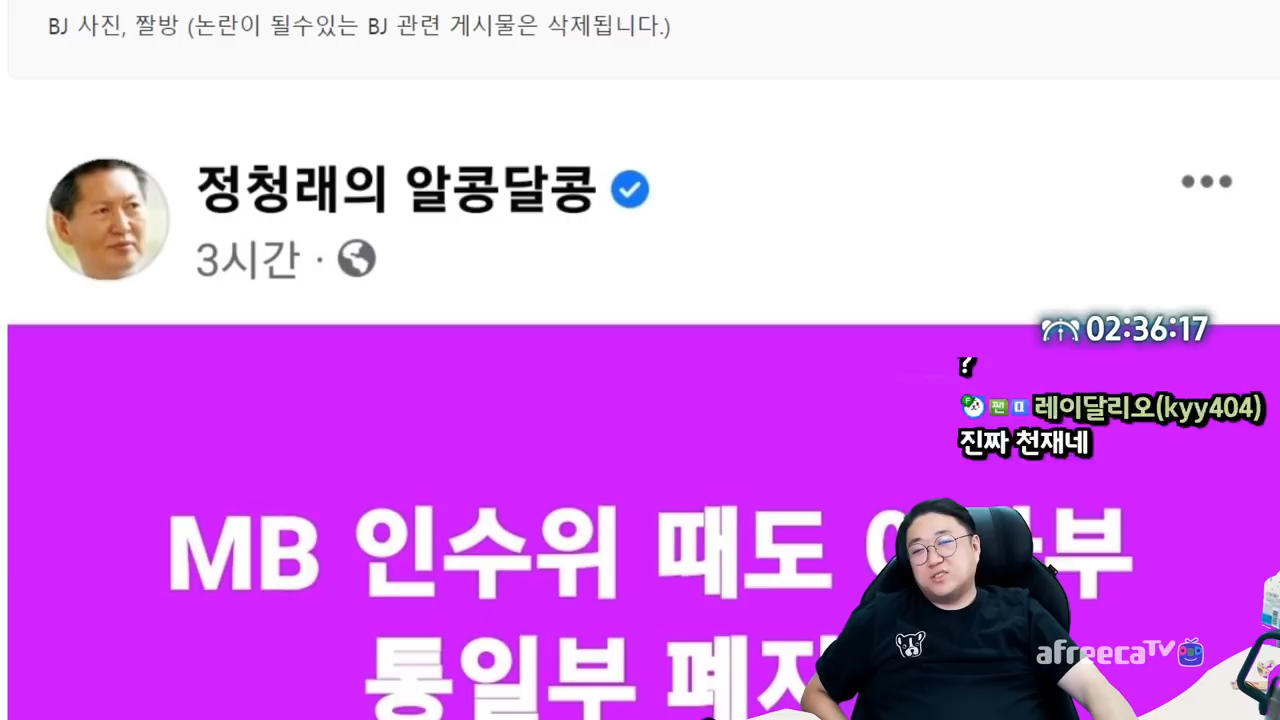 BJ 사진, 짤방 (논란이 될수있는 BJ 관련 게시물은 삭제됩니다.)
정청래의 알콩달콩
3시간 ·
02:36:17
?
레이달리오(kyy404)
진짜 천재네
MB 인수위 때도
통일부
afreecaTV